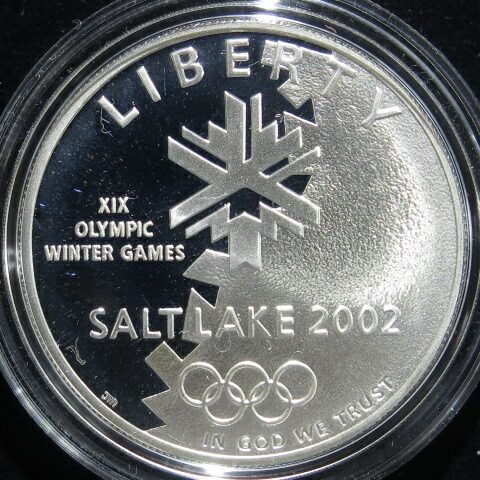 LIBERTY
XIX
OLYMPIC
WINTER GAMES
SALT LAKE 2002
IN GOD WE TRUST